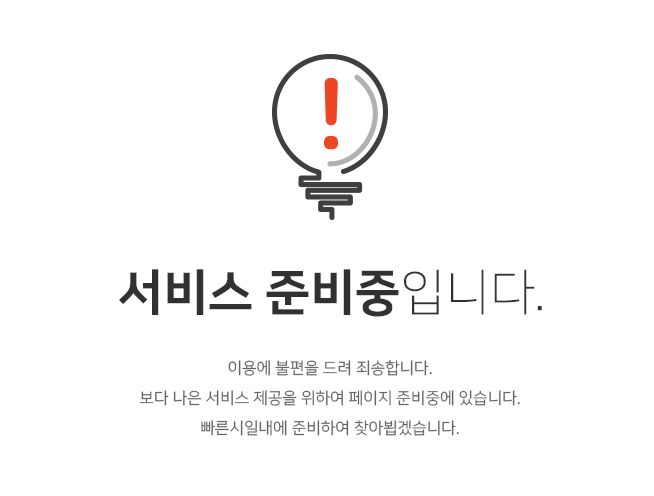 서비스 준비중입니다.
이용에 불편을 드려 죄송합니다.
보다 나은 서비스 제공을 위하여 페이지 준비중에 있습니다.
빠른시일내에 준비하여 찾아뵙겠습니다.